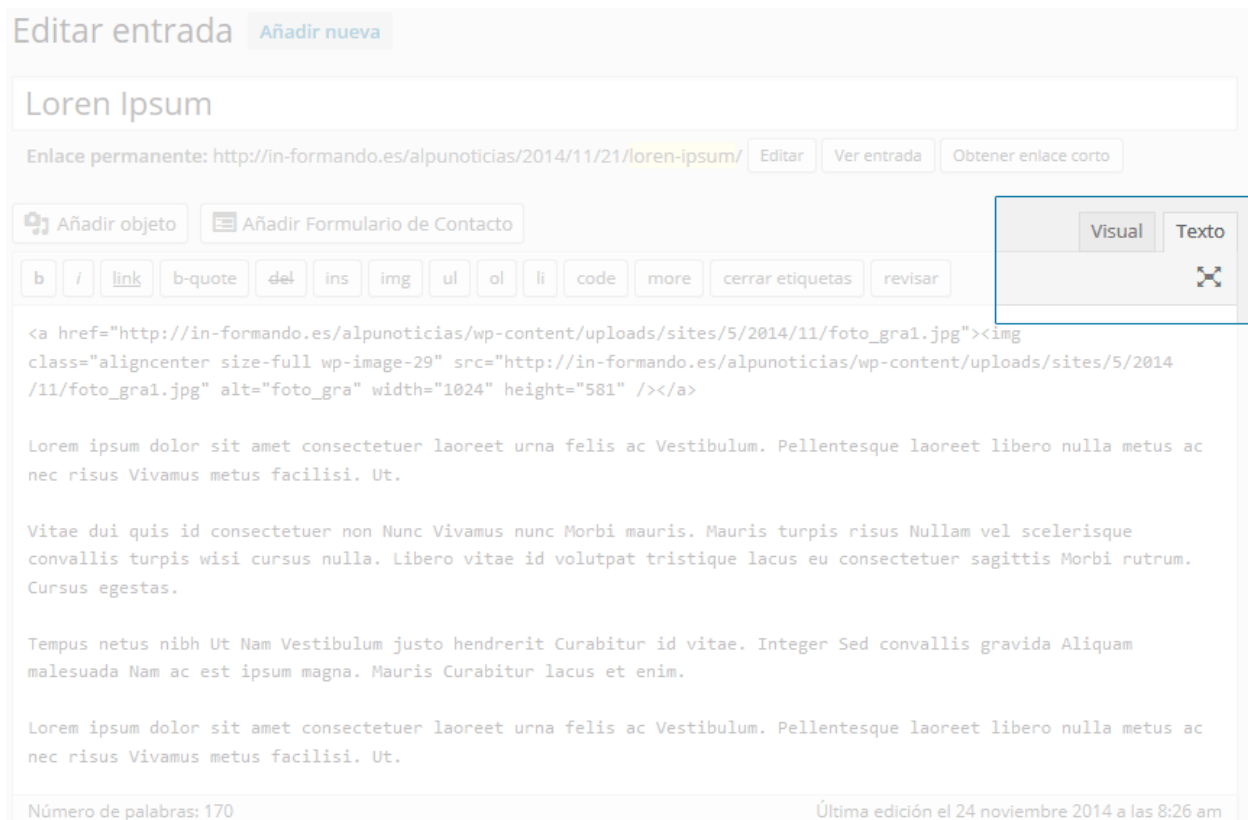 Editar entrada Añadir nueva
Loren Ipsum
Enlace permanente: http://in-formando.es/alpunoticias/2014/11/21/loren-ipsum/ Editar Ver entrada Obtener enlace corto
Añadir objeto Añadir Formulario de Contacto Visual Texto
b i link b-quote del ins img ul ol li code more cerrar etiquetas revisar
<a href="http://in-formando.es/alpunoticias/wp-content/uploads/sites/5/2014/11/foto_gra1.jpg"><img
class="aligncenter size-full wp-image-29" src="http://in-formando.es/alpunoticias/wp-content/uploads/sites/5/2014
/11/foto_gra1.jpg" alt="foto_gra" width="1024" height="581" /></a>
Lorem ipsum dolor sit amet consectetuer laoreet urna felis ac Vestibulum. Pellentesque laoreet libero nulla metus ac
nec risus Vivamus metus facilisi. Ut.
Vitae dui quis id consectetuer non Nunc Vivamus nunc Morbi mauris. Mauris turpis risus Nullam vel scelerisque
convallis turpis wisi cursus nulla. Libero vitae id volutpat tristique lacus eu consectetuer sagittis Morbi rutrum.
Cursus egestas.
Tempus netus nibh Ut Nam Vestibulum justo hendrerit Curabitur id vitae. Integer Sed convallis gravida Aliquam
malesuada Nam ac est ipsum magna. Mauris Curabitur lacus et enim.
Lorem ipsum dolor sit amet consectetuer laoreet urna felis ac Vestibulum. Pellentesque laoreet libero nulla metus ac
nec risus Vivamus metus facilisi. Ut.
Número de palabras: 170 Última edición el 24 noviembre 2014 a las 8:26 am